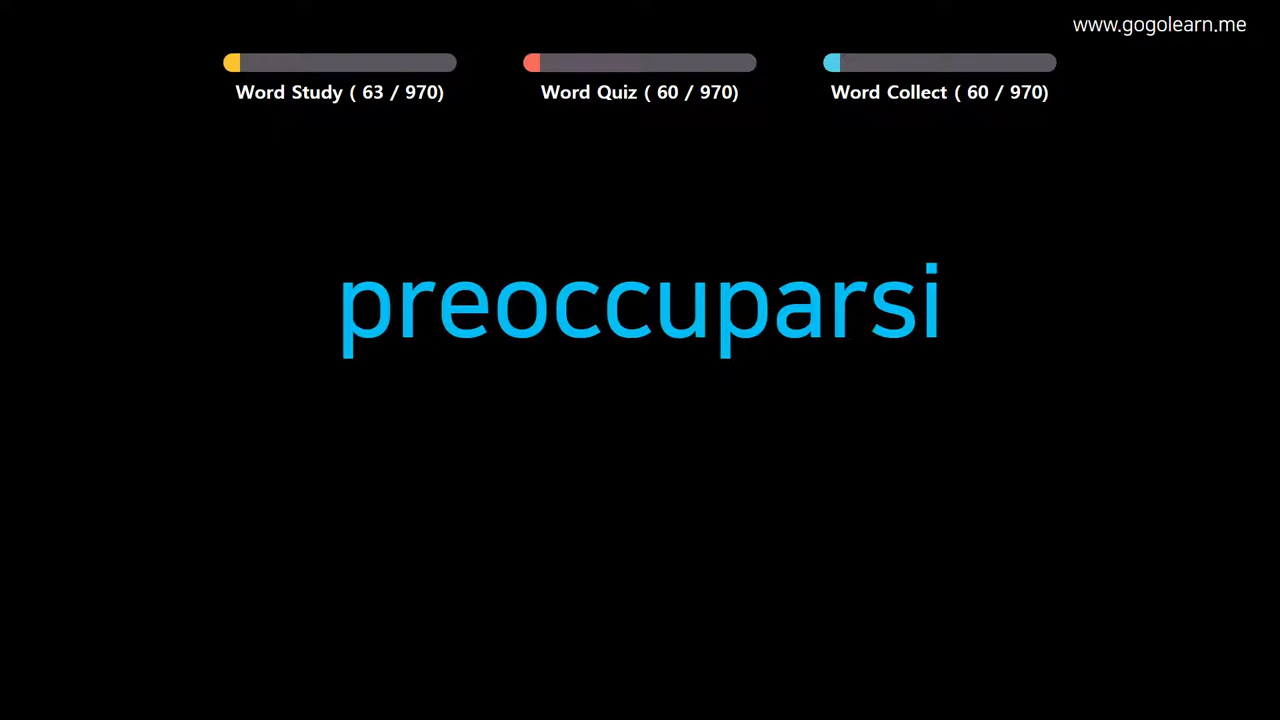 www.gogolearn.me
Word Study ( 63 / 970)
Word Quiz ( 60 / 970)
Word Collect ( 60 / 970)
preoccuparsi